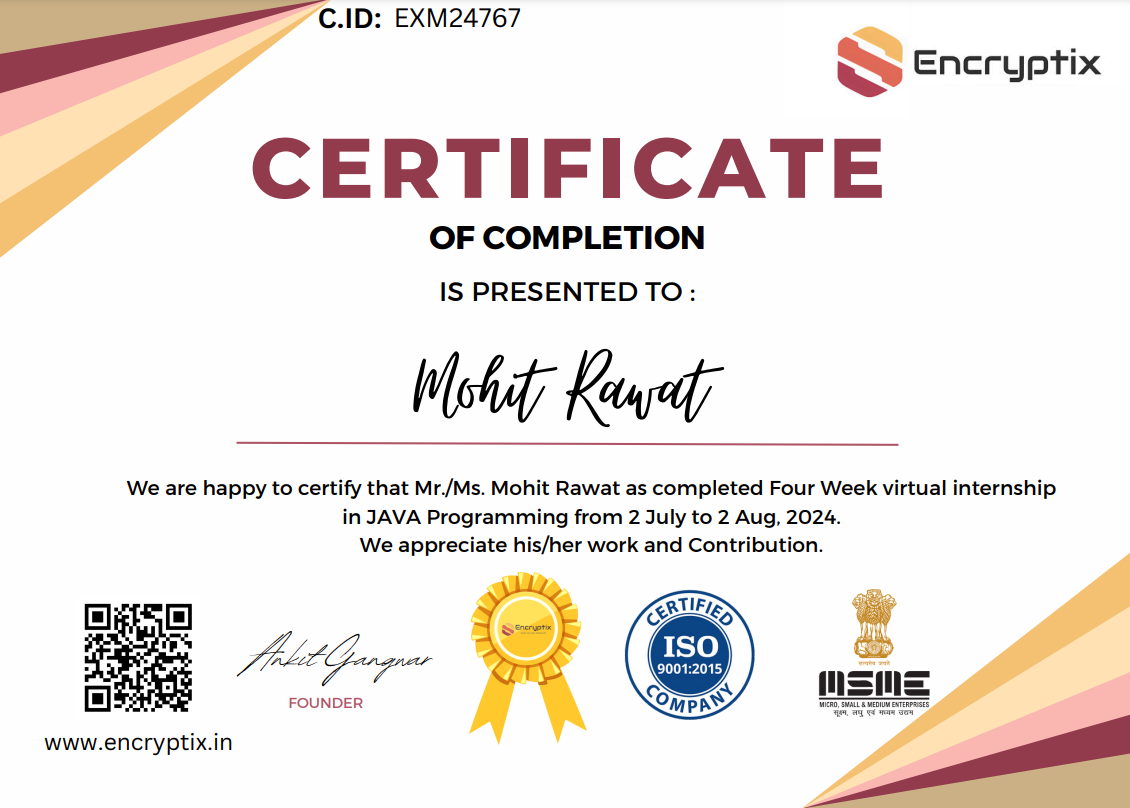 C.ID: EXM24767
Encryptix
CERTIFICATE
OF COMPLETION
IS PRESENTED TO :
Mohit Rawat
We are happy to certify that Mr./Ms. Mohit Rawat as completed Four Week virtual internship
in JAVA Programming from 2 July to 2 Aug, 2024.
We appreciate his/her work and Contribution.
Ankit Gangwar
FOUNDER
www.encryptix.in
Encryptix
CERTIFIED
ISO
9001:2015
COMPANY
सत्यमेव जयते
MSME
MICRO, SMALL & MEDIUM ENTERPRISES
सूक्ष्म, लघु एवं मध्यम उद्यम